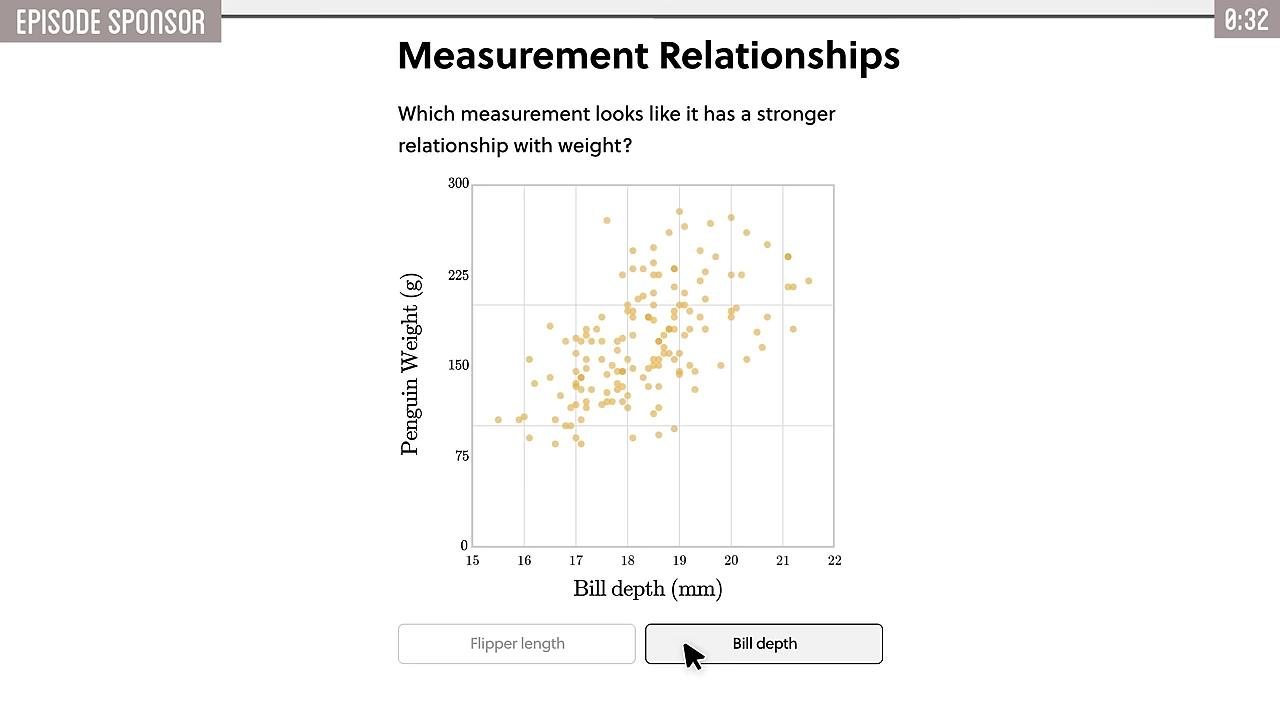 EPISODE SPONSOR
0:32
Measurement Relationships
Which measurement looks like it has a stronger
relationship with weight?
300
225
150
75
0
Penguin Weight (g)
15 16 17 18 19 20 21 22
Bill depth (mm)
Flipper length
Bill depth